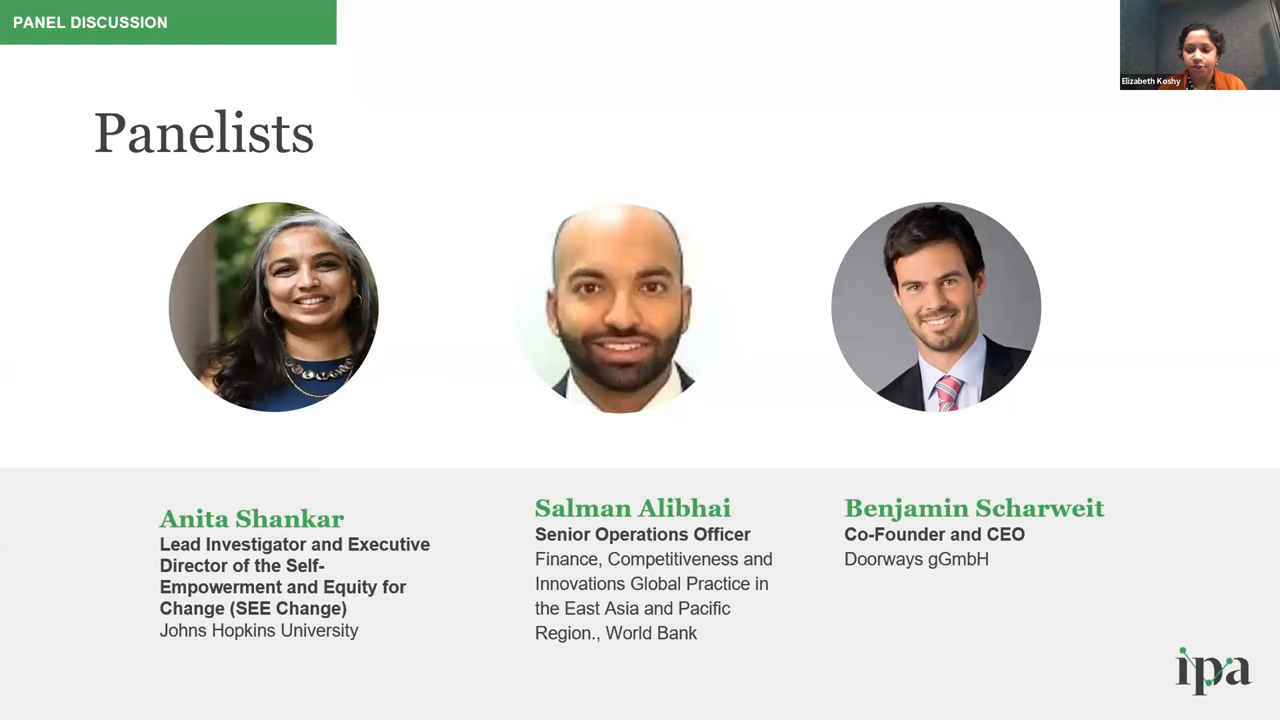 PANEL DISCUSSION
Elizabeth Koshy
Panelists
Anita Shankar
Lead Investigator and Executive
Director of the Self-
Empowerment and Equity for
Change (SEE Change)
Johns Hopkins University
Salman Alibhai
Senior Operations Officer
Finance, Competitiveness and
Innovations Global Practice in
the East Asia and Pacific
Region., World Bank
Benjamin Scharweit
Co-Founder and CEO
Doorways gGmbH
ipa